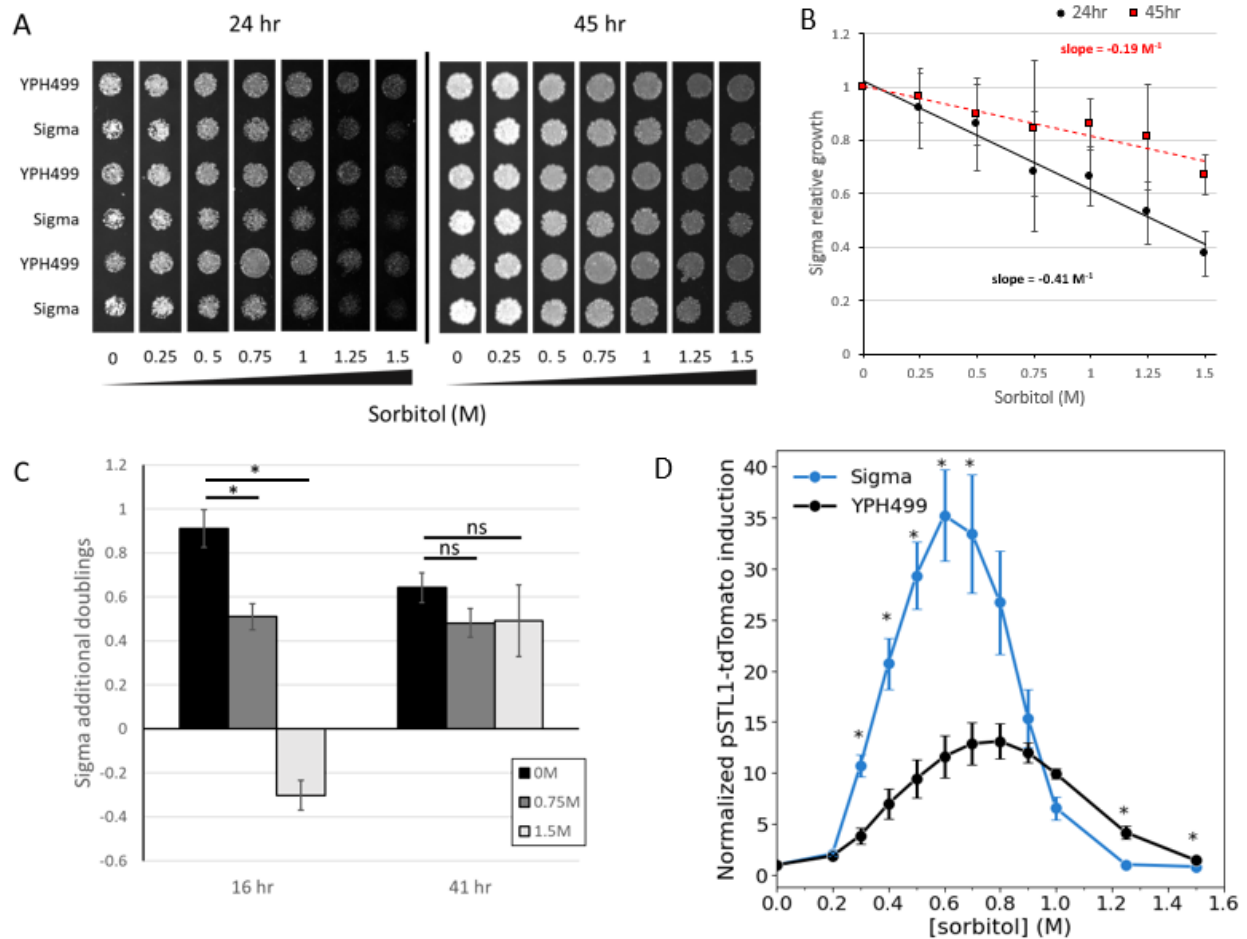 A
24 hr
45 hr
YPH499
Sigma
YPH499
Sigma
YPH499
Sigma
0 0.25 0. 5 0.75 1 1.25 1.5
0 0.25 0.5 0.75 1 1.25 1.5
Sorbitol (M)
B
24hr 45hr
slope = -0.19 M-1
slope = -0.41 M-1
Sigma relative growth
1.2
1
0.8
0.6
0.4
0.2
0
0 0.25 0.5 0.75 1 1.25 1.5
Sorbitol (M)
C
Sigma additional doublings
1.2
1
0.8
0.6
0.4
0.2
0
-0.2
-0.4
-0.6
*
*
ns
ns
0M
0.75M
1.5M
16 hr 41 hr
D
Normalized pSTL1-tdTomato induction
Sigma
YPH499
40
35
30
25
20
15
10
5
0
* * * * * * *
0.0 0.2 0.4 0.6 0.8 1.0 1.2 1.4 1.6
[sorbitol] (M)